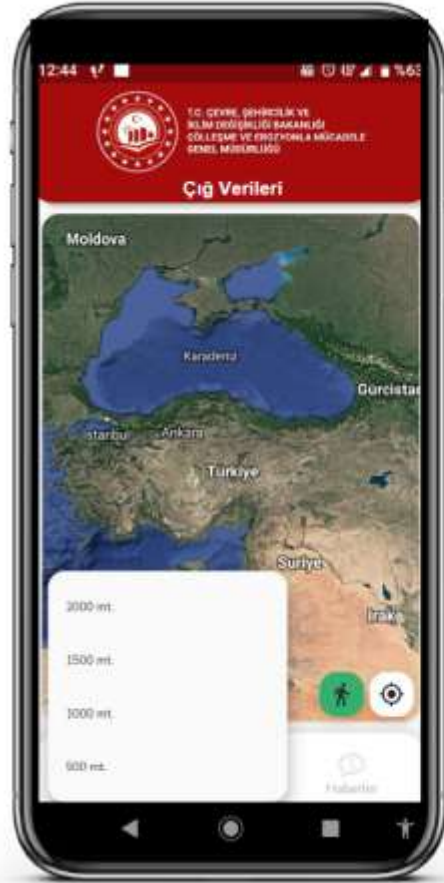 12:44
%63
T.C. ÇEVRE, ŞEHİRCİLİK VE
İKLİM DEĞİŞİKLİĞİ BAKANLIĞI
ÇÖLLEŞME VE EROZYONLA MÜCADELE
GENEL MÜDÜRLÜĞÜ
Çığ Verileri
Moldova
Karadeniz
Gürcistan
İstanbul
Ankara
Türkiye
Suriye
Irak
2000 mt.
1500 mt.
1000 mt.
500 mt.
Haberler